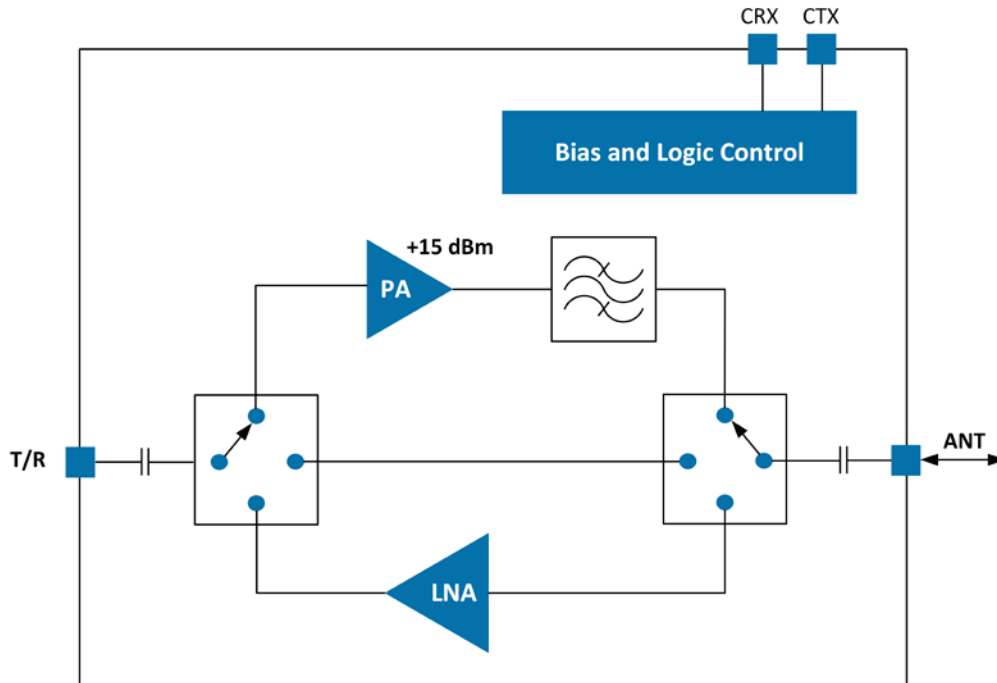 CRX CTX
Bias and Logic Control
+15 dBm
PA
T/R
ANT
LNA